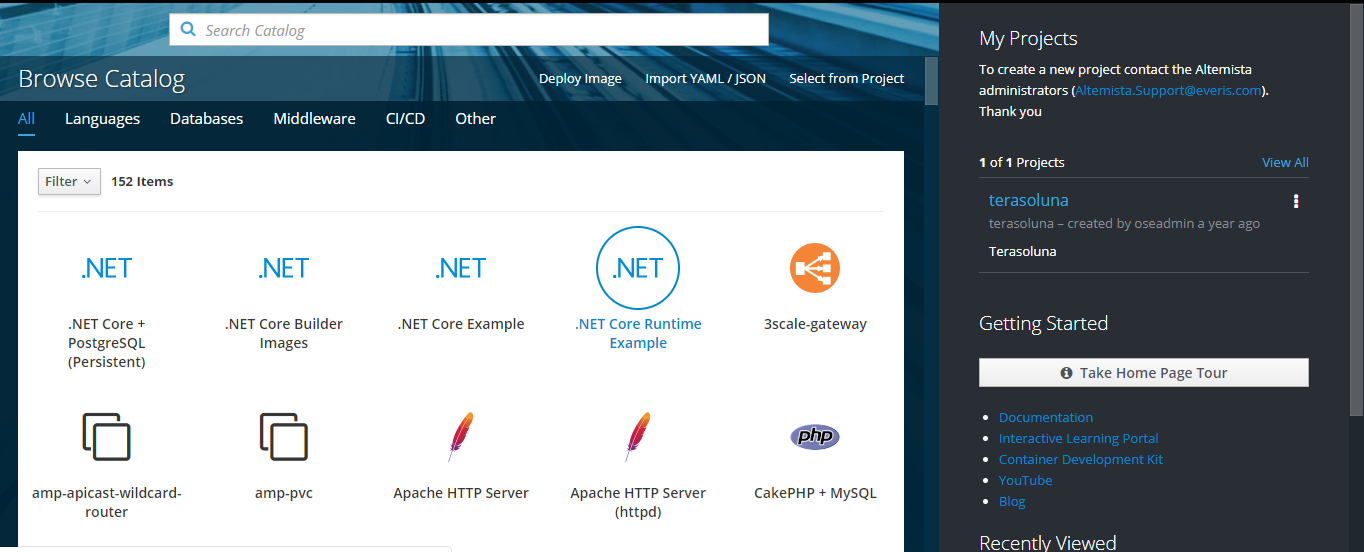 Search Catalog
Browse Catalog
Deploy Image
Import YAML / JSON
Select from Project
All
Languages
Databases
Middleware
CI/CD
Other
Filter
152 Items
.NET
.NET Core +
PostgreSQL
(Persistent)
.NET
.NET Core Builder
Images
.NET
.NET Core Example
.NET
.NET Core Runtime
Example
3scale-gateway
amp-apicast-wildcard-
router
amp-pvc
Apache HTTP Server
Apache HTTP Server
(httpd)
php
CakePHP + MySQL
My Projects
To create a new project contact the Altemista
administrators (Altemista.Support@everis.com).
Thank you
1 of 1 Projects
View All
terasoluna
terasoluna – created by oseadmin a year ago
Terasoluna
Getting Started
Take Home Page Tour
Documentation
Interactive Learning Portal
Container Development Kit
YouTube
Blog
Recently Viewed